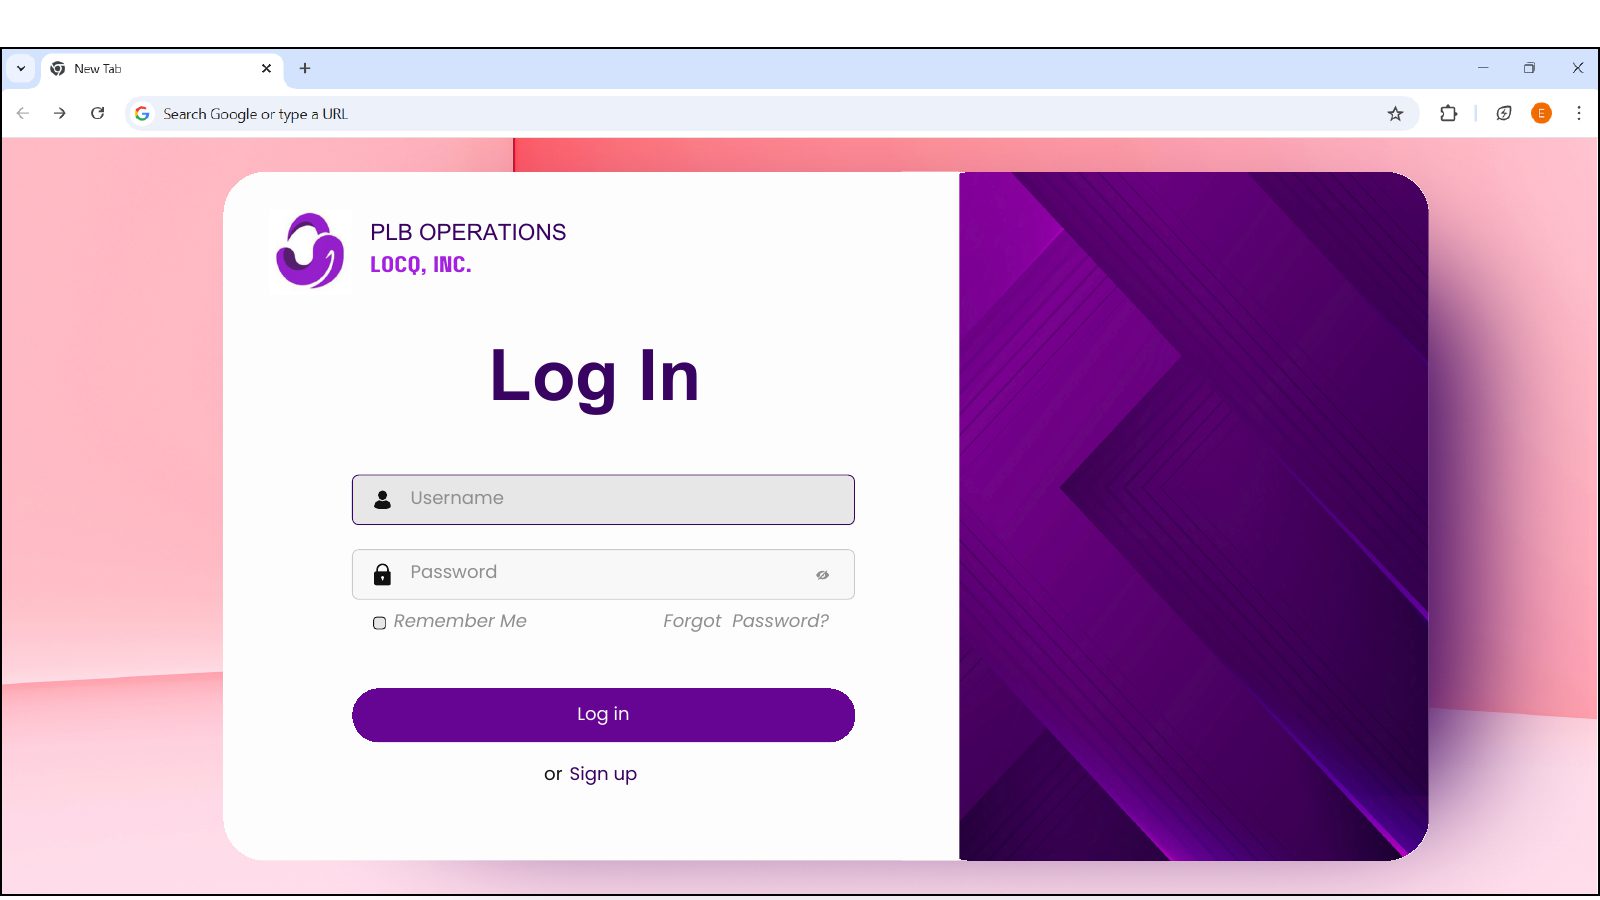 New Tab
Search Google or type a URL
E
PLB OPERATIONS
LOCQ, INC.
Log In
Username
Password
Remember Me Forgot Password?
Log in
or Sign up